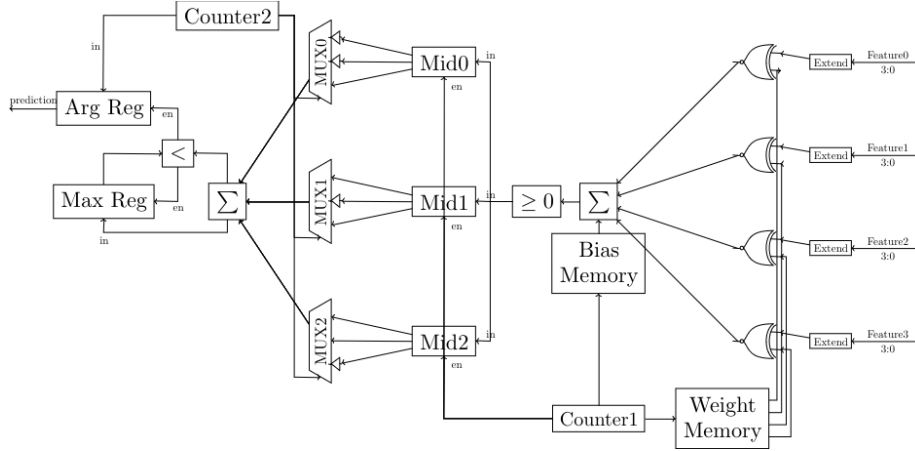 Counter2
in
prediction
Arg Reg
en
<
Max Reg
en
in
∑
MUX0
MUX1
MUX2
in
Mid0
en
in
Mid1
en
in
Mid2
en
≥ 0
∑
Bias
Memory
Counter1
Weight
Memory
Extend
Feature0
3:0
Extend
Feature1
3:0
Extend
Feature2
3:0
Extend
Feature3
3:0